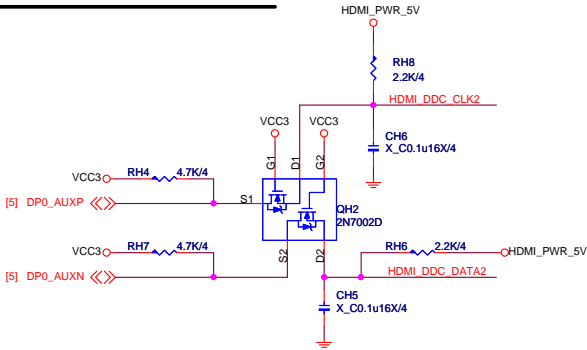 HDMI_PWR_5V
RH8
2.2K/4
HDMI_DDC_CLK2
VCC3
VCC3
CH6
X_C0.1u16X/4
G1
D1
G2
VCC3
RH4
4.7K/4
[5] DP0_AUXP
S1
QH2
2N7002D
VCC3
RH7
4.7K/4
S2
D2
RH6
2.2K/4
HDMI_PWR_5V
[5] DP0_AUXN
HDMI_DDC_DATA2
CH5
X_C0.1u16X/4